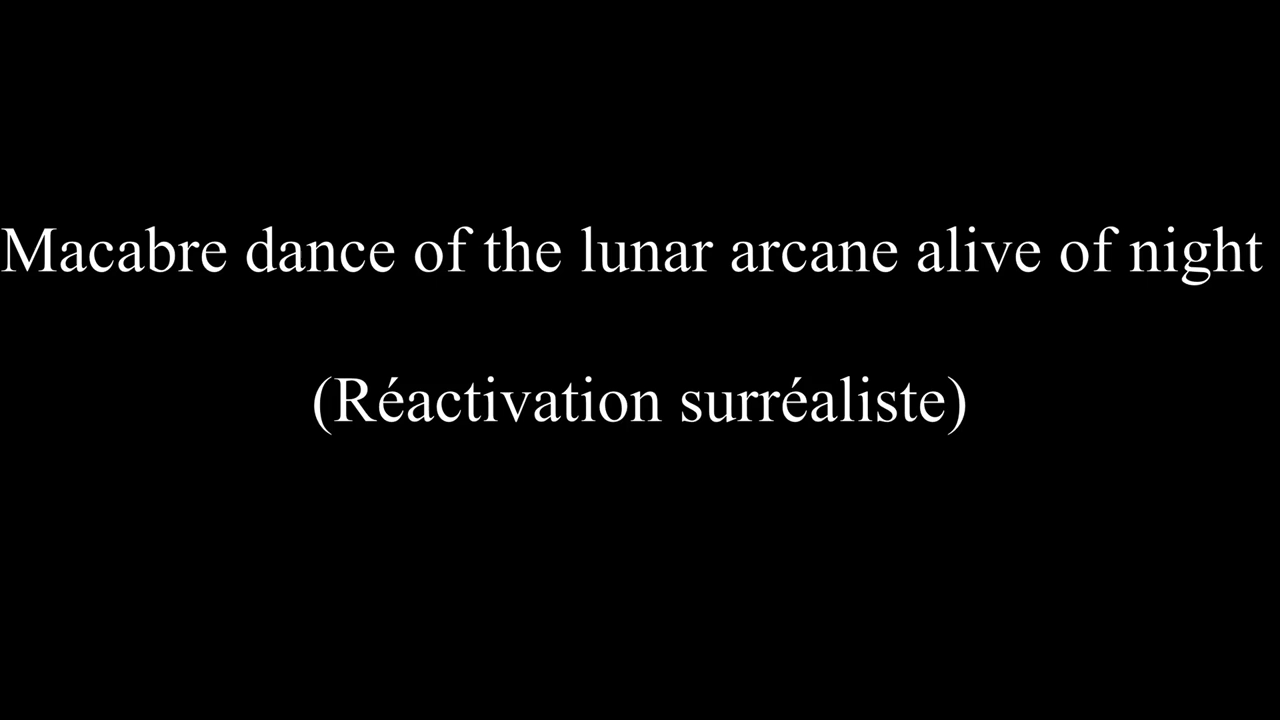 Macabre dance of the lunar arcane alive of night
(Réactivation surréaliste)